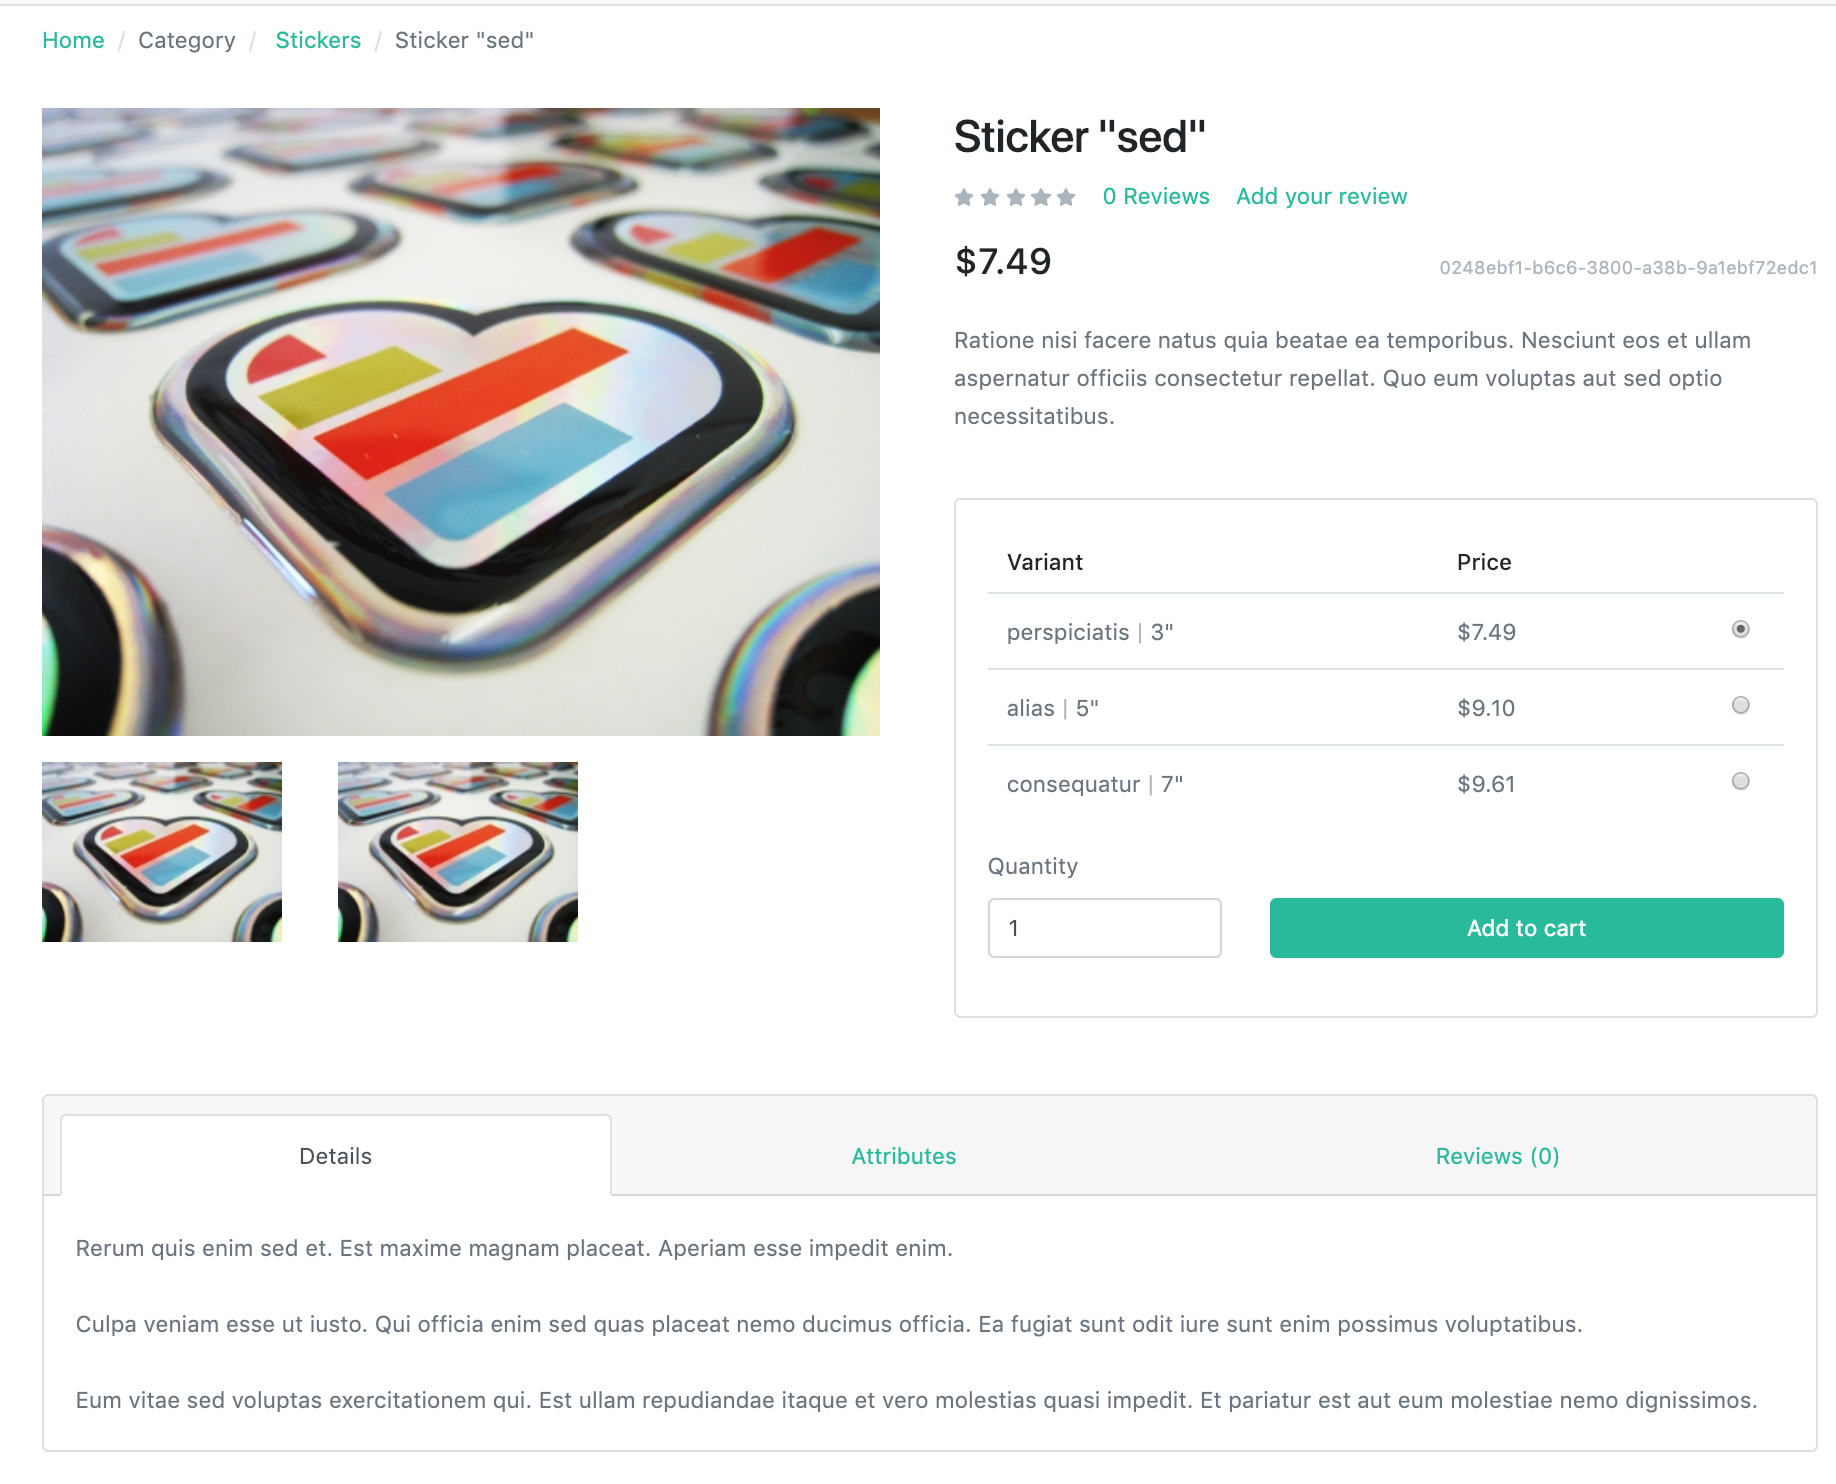 Home / Category / Stickers / Sticker "sed"
Sticker "sed"
0 Reviews Add your review
$7.49 0248ebf1-b6c6-3800-a38b-9a1ebf72edc1
Ratione nisi facere natus quia beatae ea temporibus. Nesciunt eos et ullam
aspernatur officiis consectetur repellat. Quo eum voluptas aut sed optio
necessitatibus.
Variant Price
perspiciatis | 3" $7.49
alias | 5" $9.10
consequatur | 7" $9.61
Quantity
1 Add to cart
Details Attributes Reviews (0)
Rerum quis enim sed et. Est maxime magnam placeat. Aperiam esse impedit enim.
Culpa veniam esse ut iusto. Qui officia enim sed quas placeat nemo ducimus officia. Ea fugiat sunt odit iure sunt enim possimus voluptatibus.
Eum vitae sed voluptas exercitationem qui. Est ullam repudiandae itaque et vero molestias quasi impedit. Et pariatur est aut eum molestiae nemo dignissimos.